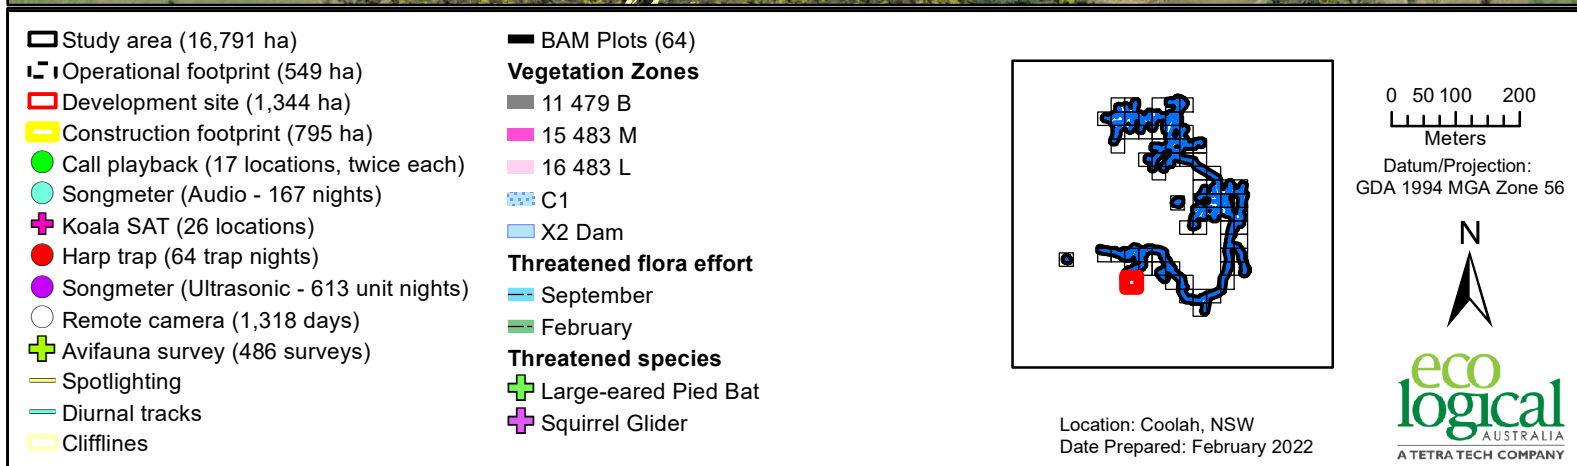 Study area (16,791 ha)
Operational footprint (549 ha)
Development site (1,344 ha)
Construction footprint (795 ha)
Call playback (17 locations, twice each)
Songmeter (Audio - 167 nights)
Koala SAT (26 locations)
Harp trap (64 trap nights)
Songmeter (Ultrasonic - 613 unit nights)
Remote camera (1,318 days)
Avifauna survey (486 surveys)
Spotlighting
Diurnal tracks
Clifflines
BAM Plots (64)
Vegetation Zones
11 479 B
15 483 M
16 483 L
C1
X2 Dam
Threatened flora effort
September
February
Threatened species
Large-eared Pied Bat
Squirrel Glider
Location: Coolah, NSW
Date Prepared: February 2022
0 50 100 200
Meters
Datum/Projection:
GDA 1994 MGA Zone 56
N
eco
logical
AUSTRALIA
A TETRA TECH COMPANY